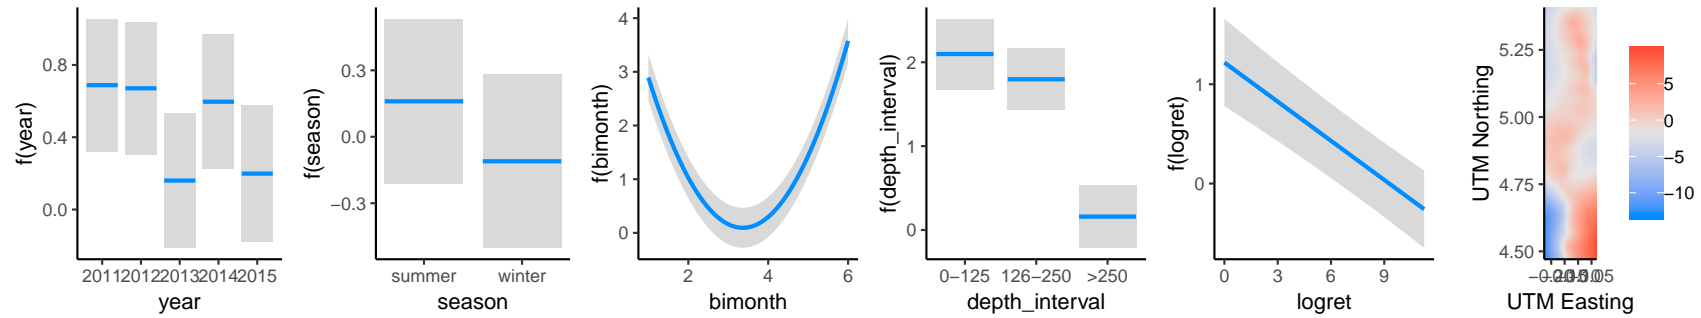 f(year)
0.8
0.4
0.0
2011 2012 2013 2014 2015
year
f(season)
0.3
0.0
−0.3
summer winter
season
f(bimonth)
4
3
2
1
0
2 4 6
bimonth
f(depth_interval)
2
1
0
0−125 126−250 >250
depth_interval
f(logret)
1
0
0 3 6 9
logret
UTM Northing
5.25
5.00
4.75
4.50
UTM Easting
5
0
−5
−10